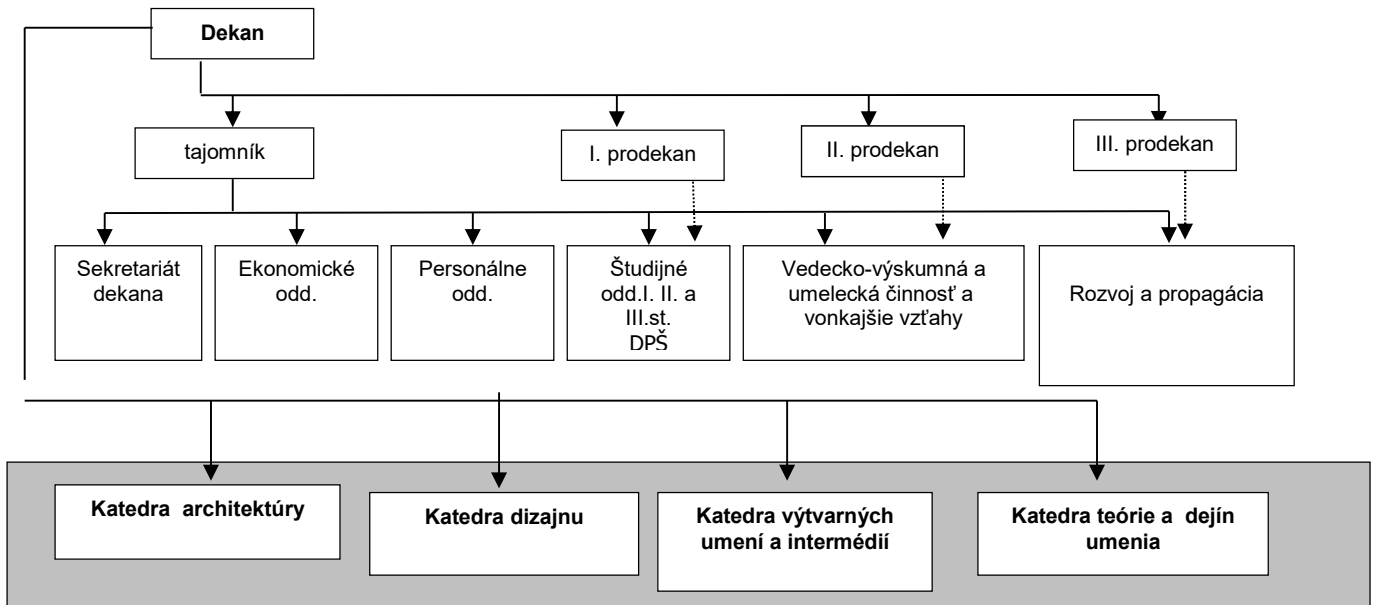 Dekan
tajomník
I. prodekan
II. prodekan
III. prodekan
Sekretariát
dekana
Ekonomické
odd.
Personálne
odd.
Študijné
odd.I. II. a
III.st.
DPŠ
Vedecko-výskumná a
umelecká činnosť a
vonkajšie vzťahy
Rozvoj a propagácia
Katedra architektúry
Katedra dizajnu
Katedra výtvarných
umení a intermédií
Katedra teórie a dejín
umenia